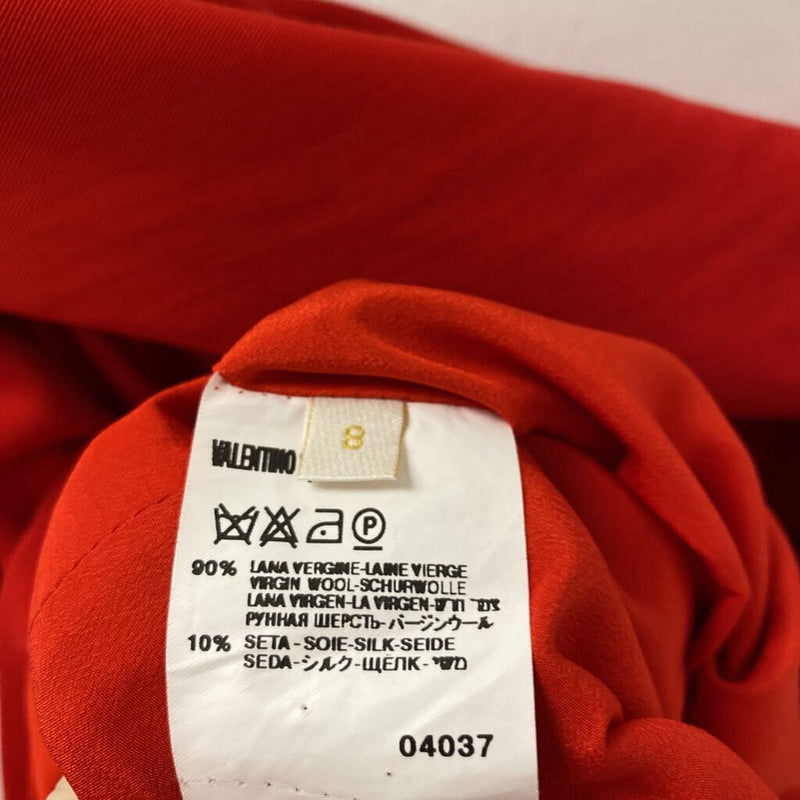 8
VALENTINO
P
90% LANA VERGINE-LAINE VIERGE
VIRGIN WOOL-SCHURWOLLE
LANA VIRGEN-LA VIRGEN-
РУННАЯ ШЕРСТЬ-バージンウール
10% SETA-SOIE-SILK-SEIDE
SEDA-シルク-ЩЕЛК-משי
04037